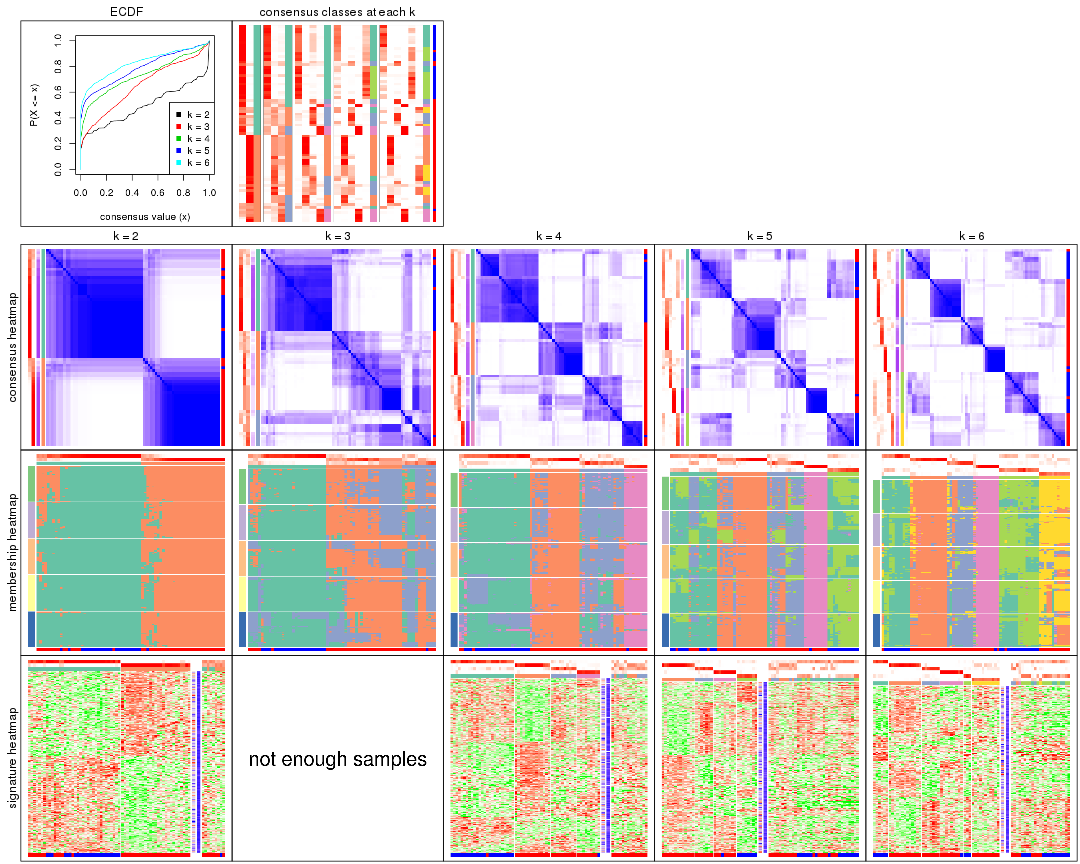 ECDF
consensus classes at each k
P(X <= x)
0.0 0.2 0.4 0.6 0.8 1.0
k = 2
k = 3
k = 4
k = 5
k = 6
0.0 0.2 0.4 0.6 0.8 1.0
consensus value (x)
k = 2
k = 3
k = 4
k = 5
k = 6
consensus heatmap
membership heatmap
signature heatmap
not enough samples